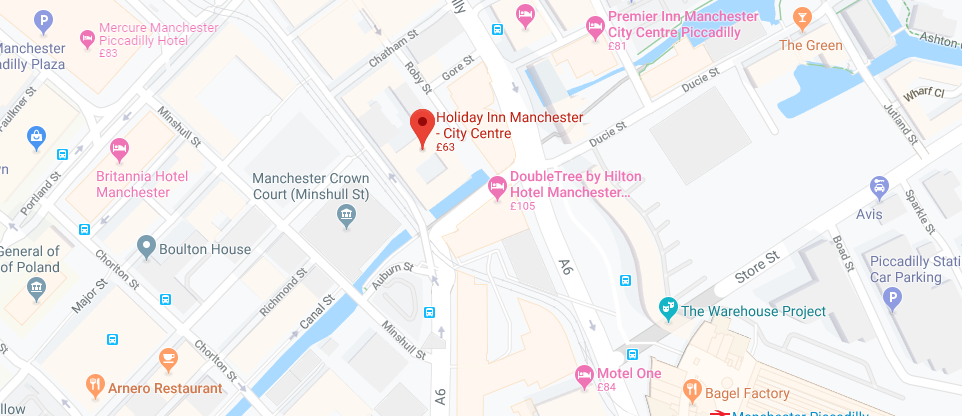 Mercure Manchester
Piccadilly Hotel
£83
Manchester
adilly Plaza
Faulkner St
Portland St
Chatham St
Roby St
Gore St
Premier Inn Manchester
City Centre Piccadilly
£81
The Green
Ashton
Ducie St
Wharf Cl
Jutland St
Minshull St
Holiday Inn Manchester
- City Centre
£63
Ducie St
Britannia Hotel
Manchester
Manchester Crown
Court (Minshull St)
DoubleTree by Hilton
Hotel Manchester...
£105
Avis
Sparkle St
General of
of Poland
Chorlton St
Boulton House
Major St
Richmond St
Canal St
Auburn St
Minshull St
A6
Store St
Boad St
Piccadilly Stati
Car Parking
The Warehouse Project
Chorlton St
Arnero Restaurant
Motel One
£84
A6
Bagel Factory
Manchester Piccadilly